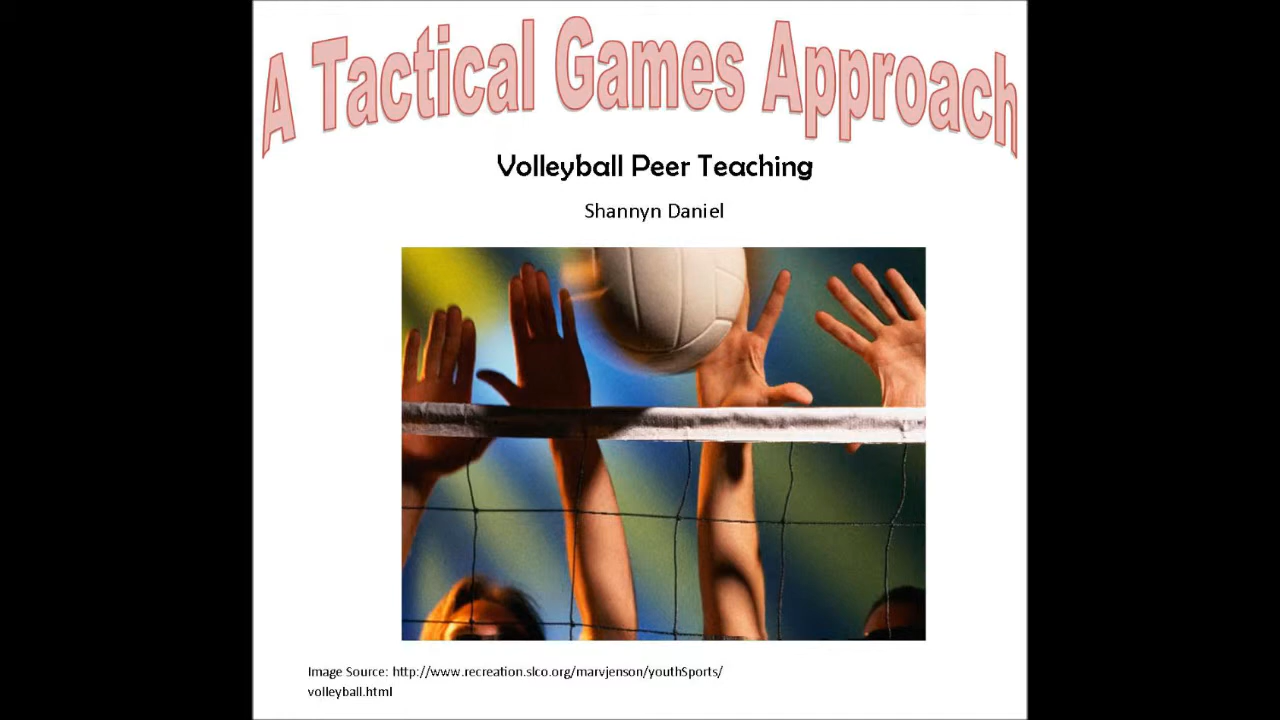 A Tactical Games Approach
Volleyball Peer Teaching
Shannyn Daniel
Image Source: http://www.recreation.slco.org/marvjenson/youthSports/
volleyball.html